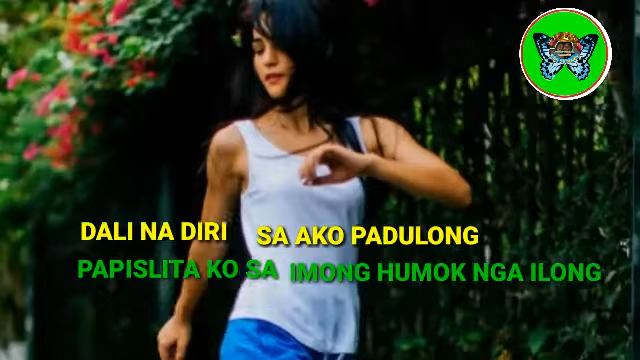 DALI NA DIRI SA AKO PADULONG
PAPISLITA KO SA IMONG HUMOK NGA ILONG